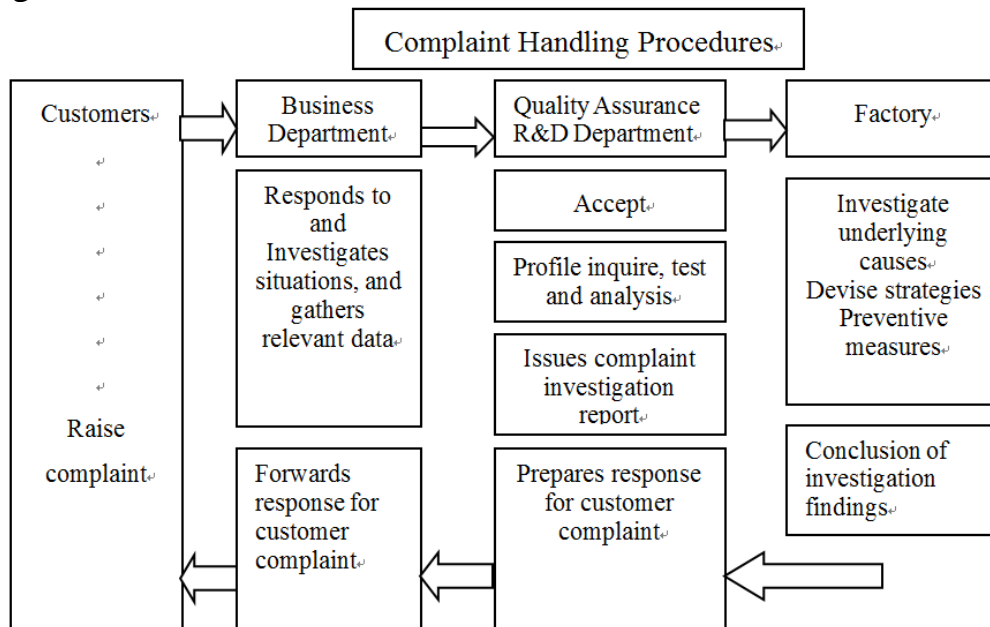 Complaint Handling Procedures
Customers
Raise
complaint
Business
Department
Responds to
and
Investigates
situations, and
gathers
relevant data
Forwards
response for
customer
complaint
Quality Assurance
R&D Department
Accept
Profile inquire, test
and analysis
Issues complaint
investigation
report
Prepares response
for customer
complaint
Factory
Investigate
underlying
causes
Devise strategies
Preventive
measures
Conclusion of
investigation
findings